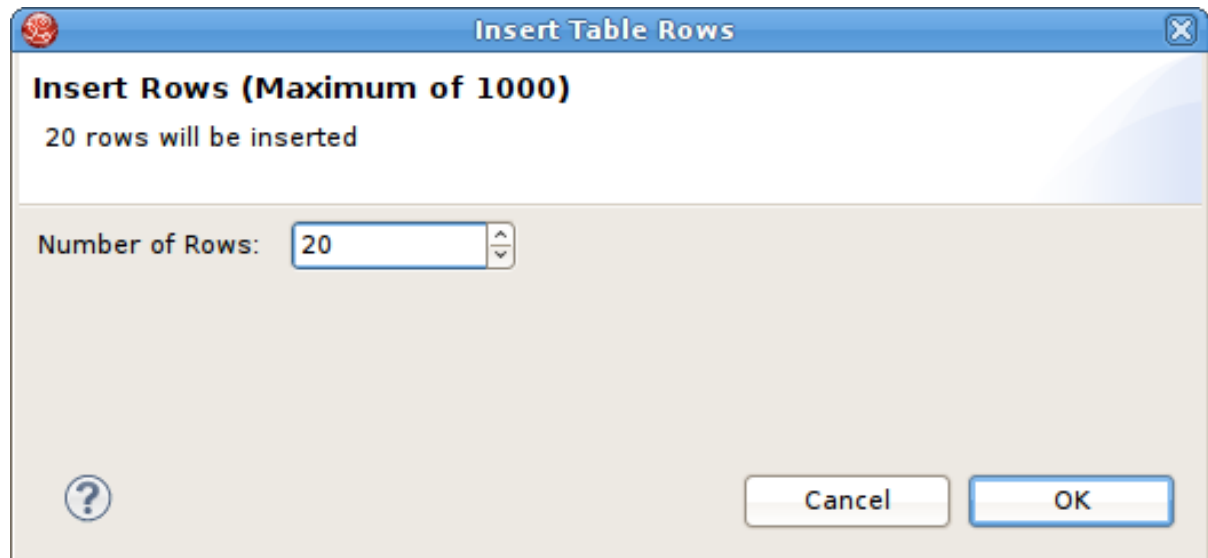 Insert Table Rows
Insert Rows (Maximum of 1000)
20 rows will be inserted
Number of Rows: 20
?
Cancel OK